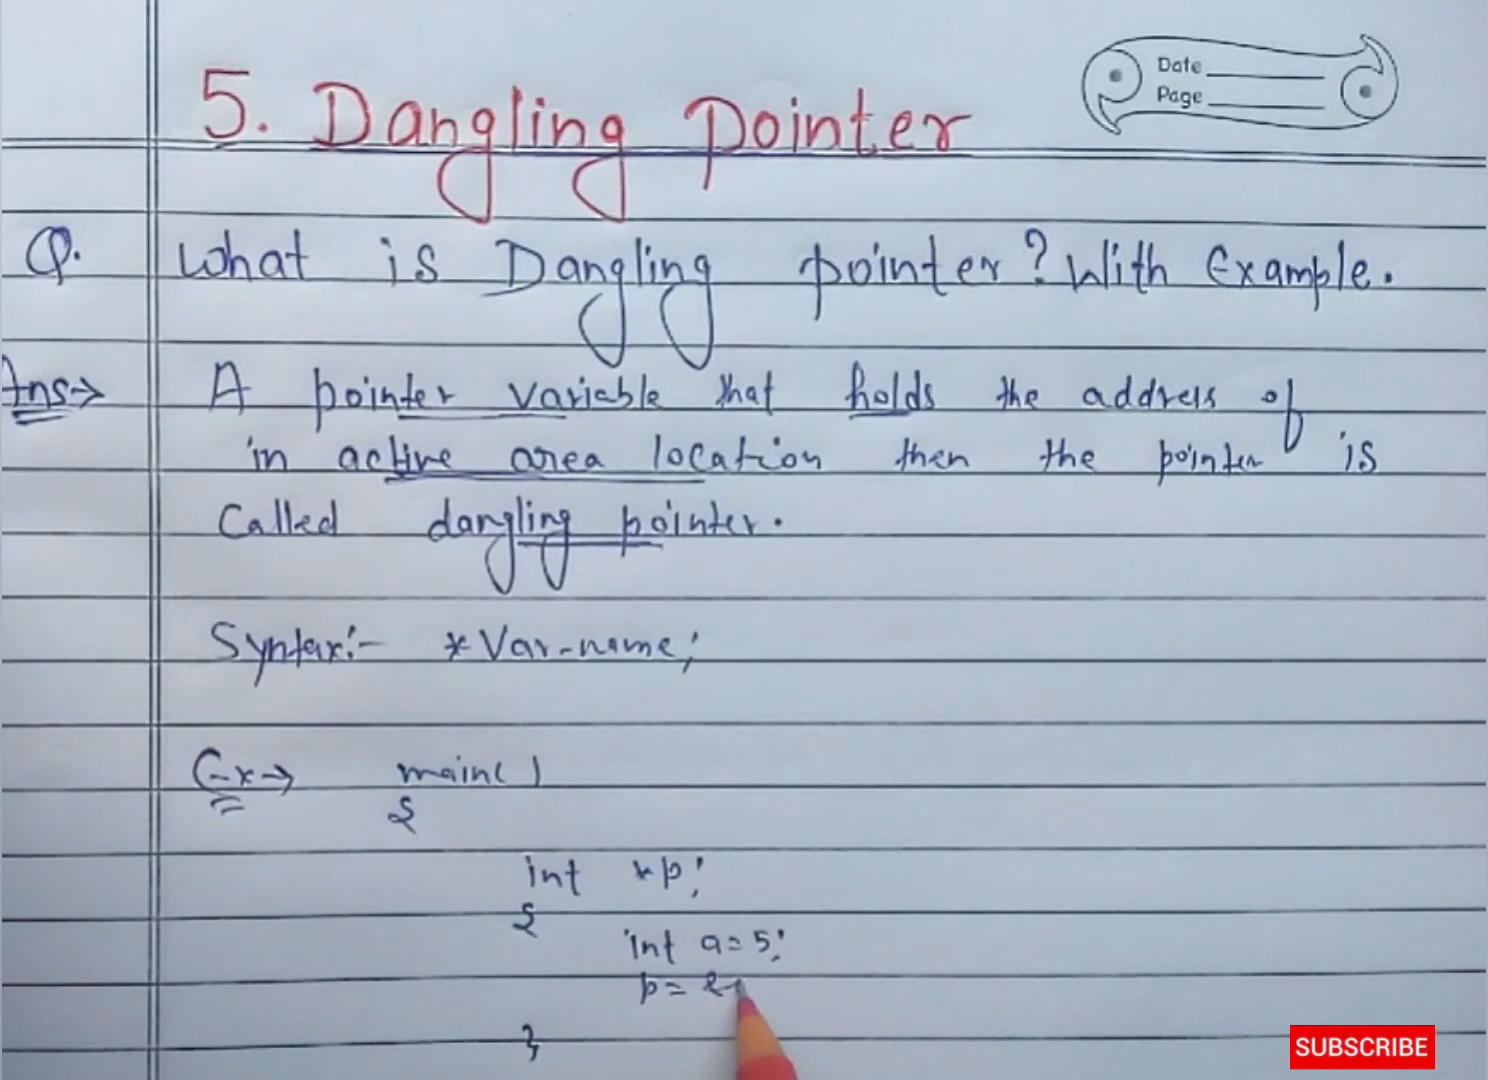 Date
Page
5. Dangling Pointer
Q. What is Dangling pointer? With Example.
Ans→ A pointer variable that holds the address of
in active area location then the pointer is
Called dangling pointer.
Syntax:- *Var-name;
Ex→ main()
{
int *p;
{
int a=5;
p= &
}
SUBSCRIBE